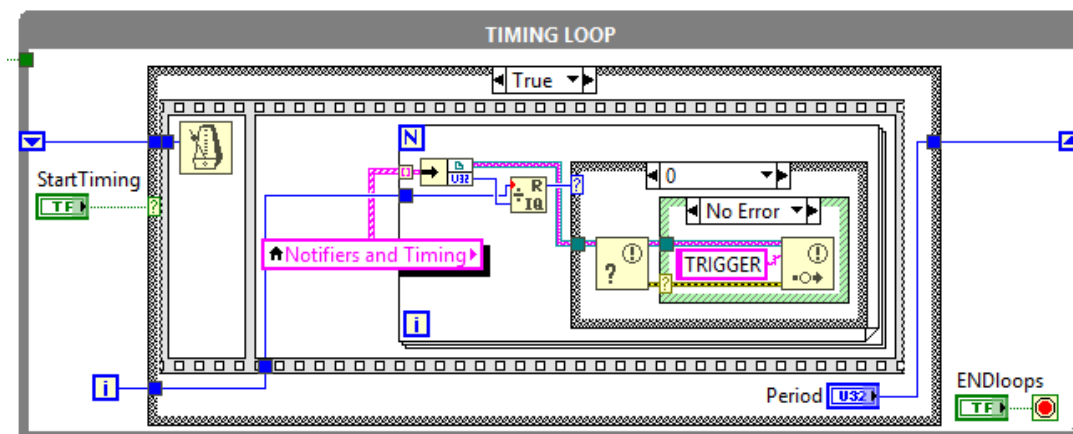 TIMING LOOP
True
N
StartTiming
TF
U32
R
IQ
0
No Error
Notifiers and Timing
?
TRIGGER
i
i
Period
U32
ENDloops
TF